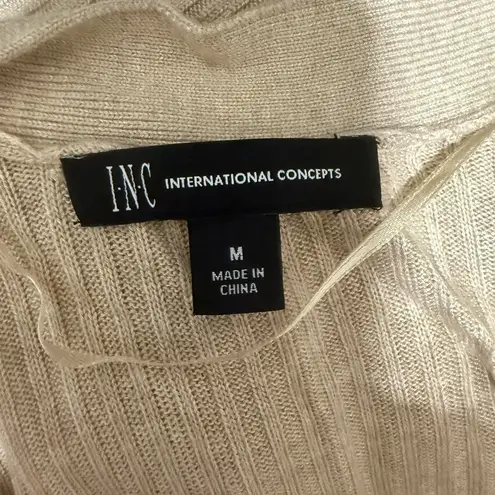 I·N·C INTERNATIONAL CONCEPTS
M
MADE IN
CHINA